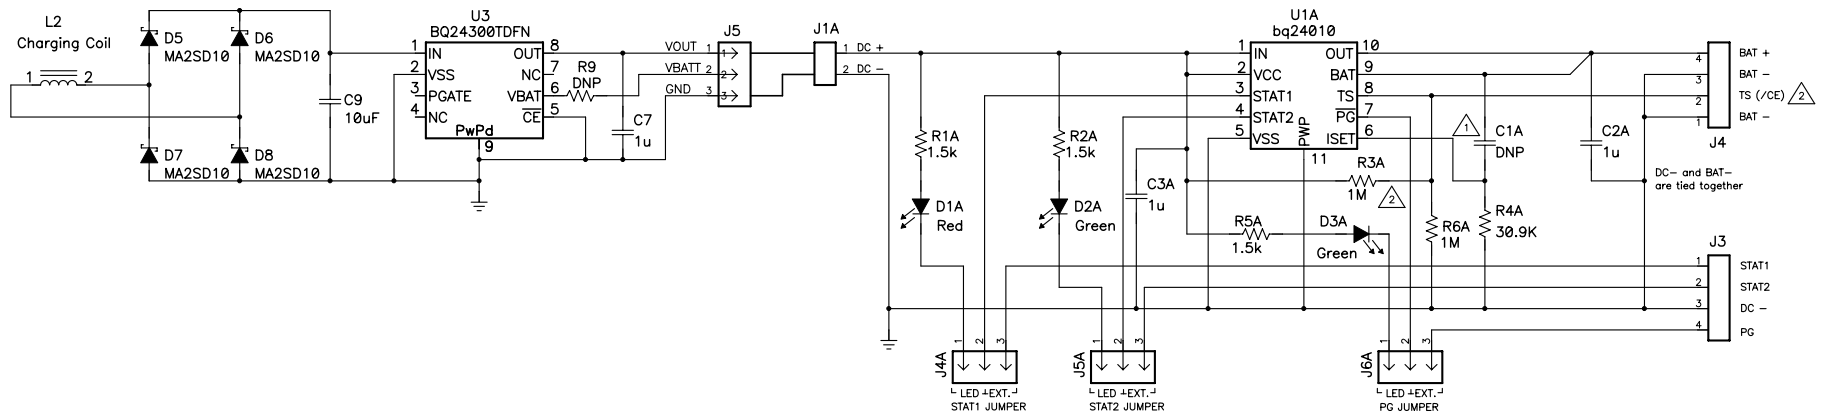 L2
Charging Coil
1 2
D5
MA2SD10
D6
MA2SD10
D7
MA2SD10
D8
MA2SD10
C9
10uF
U3
BQ24300TDFN
1 IN OUT 8
2 VSS NC 7
3 PGATE VBAT 6
4 NC CE 5
PwPd
9
R9
DNP
C7
1u
J5
VOUT 1 1
VBATT 2 2
GND 3 3
J1A
1 DC +
2 DC -
R1A
1.5k
D1A
Red
R2A
1.5k
D2A
Green
C3A
1u
U1A
bq24010
1 IN OUT 10
2 VCC BAT 9
3 STAT1 TS 8
4 STAT2 PG 7
5 VSS ISET 6
PWP
11
R3A
1M
2
R5A
1.5k
D3A
Green
R6A
1M
1
C1A
DNP
R4A
30.9K
C2A
1u
4 BAT +
3 BAT -
2 TS (/CE) 2
1 BAT -
J4
DC- and BAT-
are tied together
J3
1 STAT1
2 STAT2
3 DC -
4 PG
J4A
1 2 3
LED EXT.
STAT1 JUMPER
J5A
1 2 3
LED EXT.
STAT2 JUMPER
J6A
1 2 3
LED EXT.
PG JUMPER